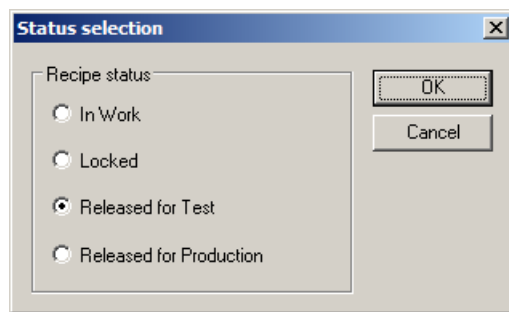 Status selection
Recipe status
In Work
Locked
Released for Test
Released for Production
OK
Cancel